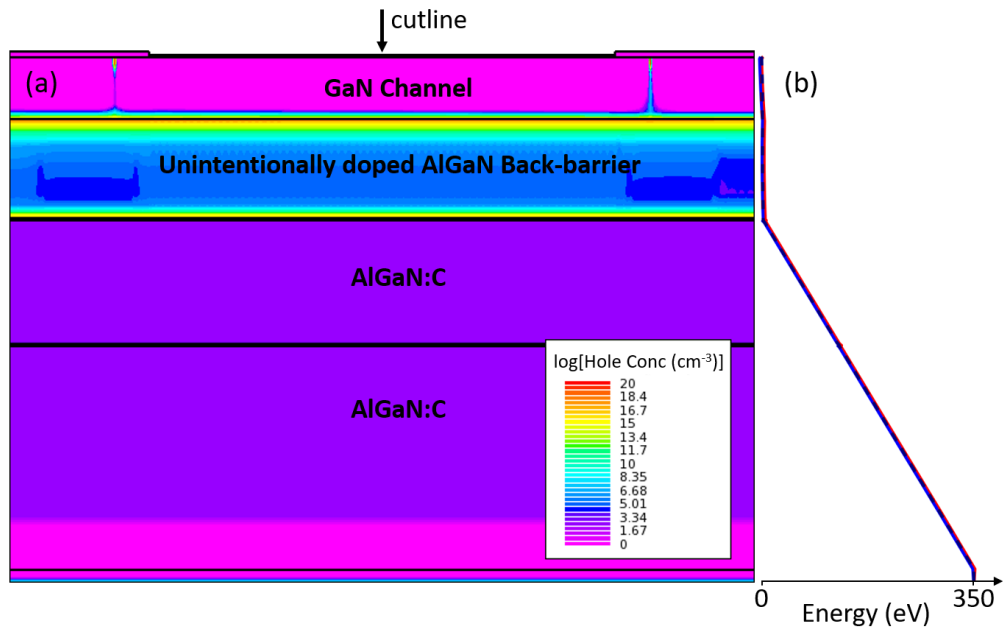 cutline
(a)
GaN Channel
(b)
Unintentionally doped AlGaN Back-barrier
AlGaN:C
AlGaN:C
log[Hole Conc (cm⁻³)]
20
18.4
16.7
15
13.4
11.7
10
8.35
6.68
5.01
3.34
1.67
0
0
350
Energy (eV)